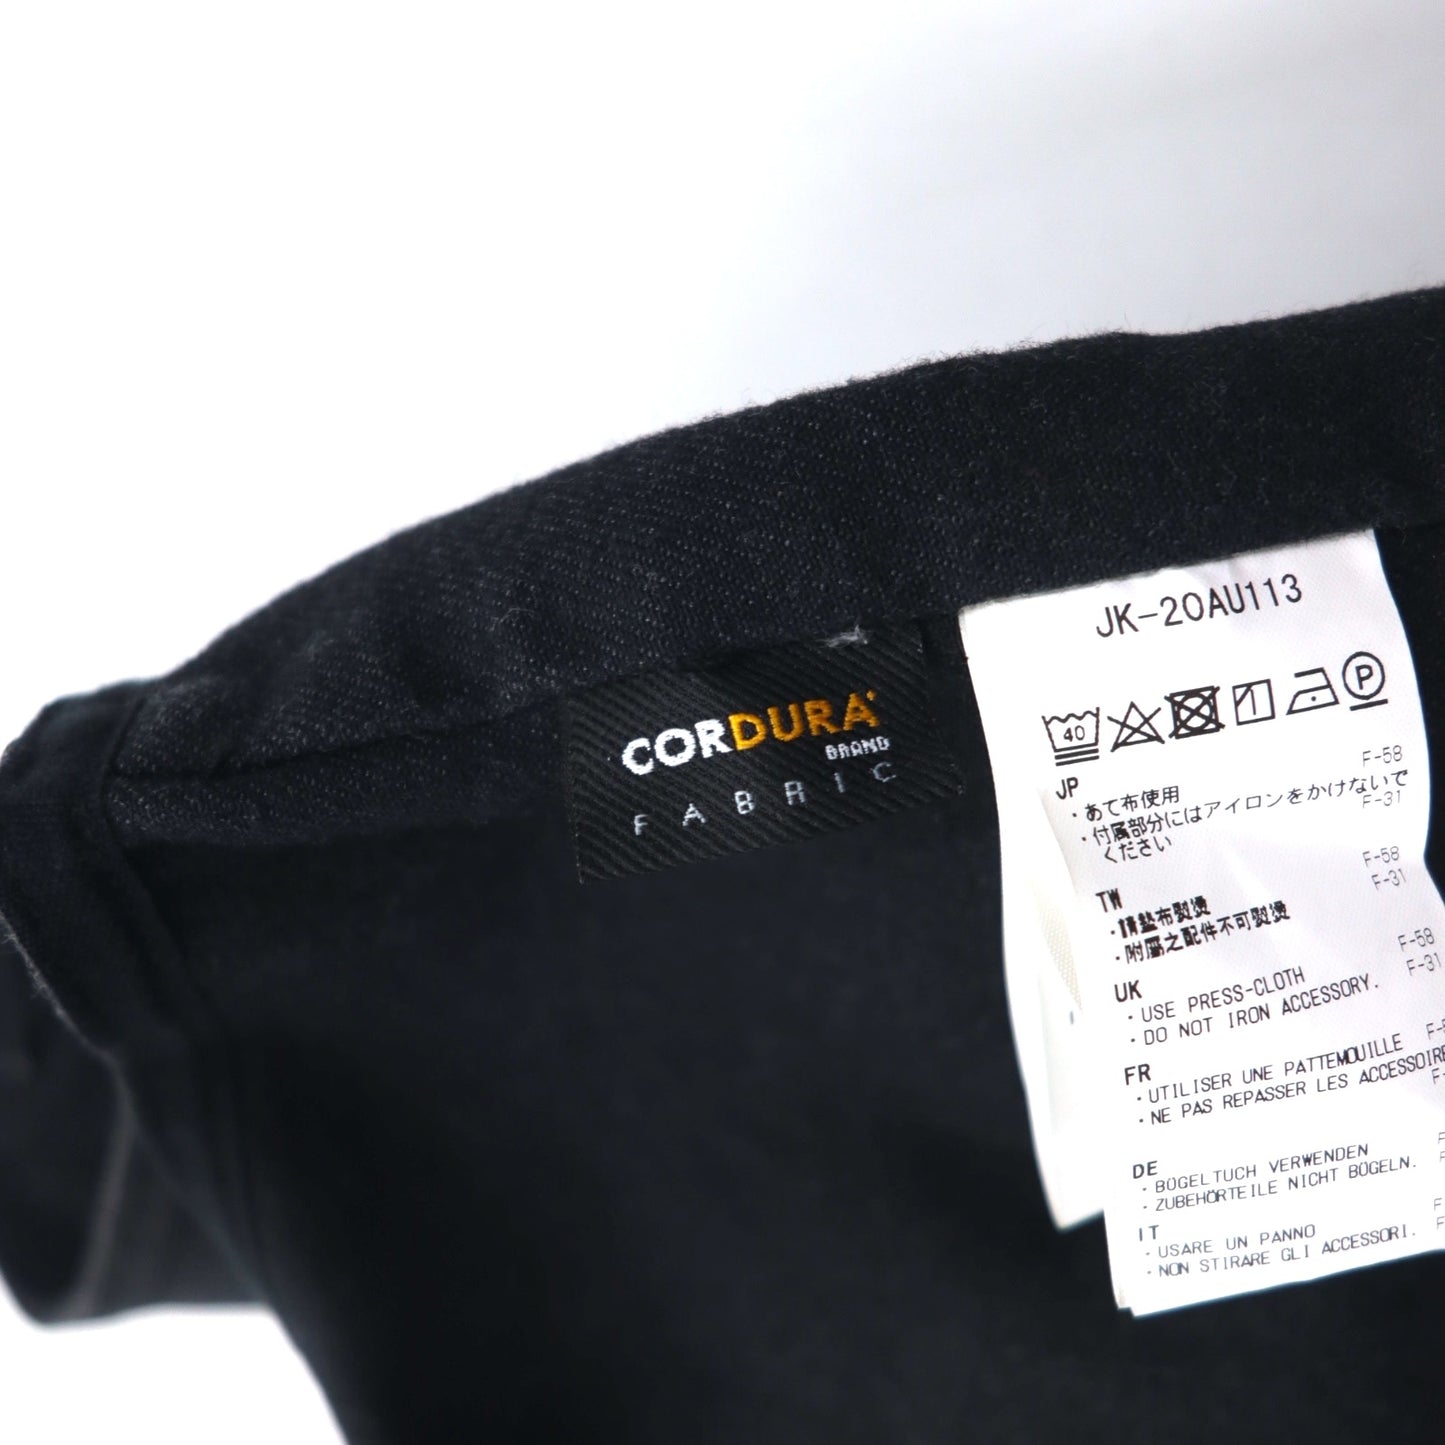 CORDURA
BRAND
FABRIC
JK-20AU113
40
P
JP
F-58
・あて布使用
F-31
・付属部分にはアイロンをかけないで
ください
F-58
TW
F-31
・請墊布熨燙
・附屬之配件不可熨燙
F-58
UK
F-31
・USE PRESS-CLOTH
・DO NOT IRON ACCESSORY.
FR
・UTILISER UNE PATTEMOUILLE
・NE PAS REPASSER LES ACCESSOIRE
DE
・BÜGELTUCH VERWENDEN
・ZUBEHÖRTEILE NICHT BÜGELN.
IT
・USARE UN PANNO
・NON STIRARE GLI ACCESSORI.